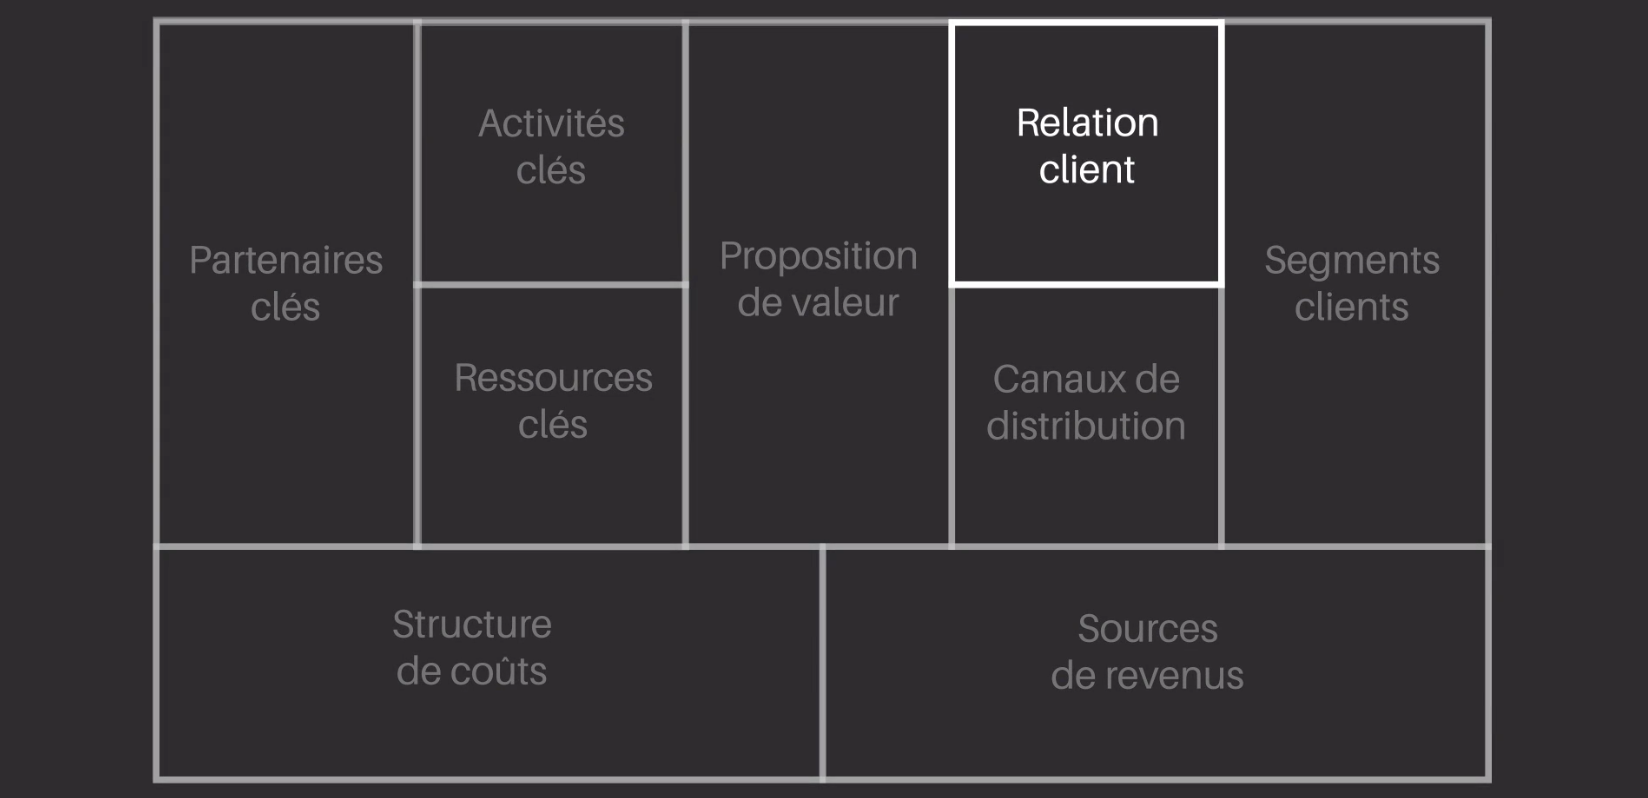 Partenaires
clés
Activités
clés
Ressources
clés
Proposition
de valeur
Relation
client
Canaux de
distribution
Segments
clients
Structure
de coûts
Sources
de revenus